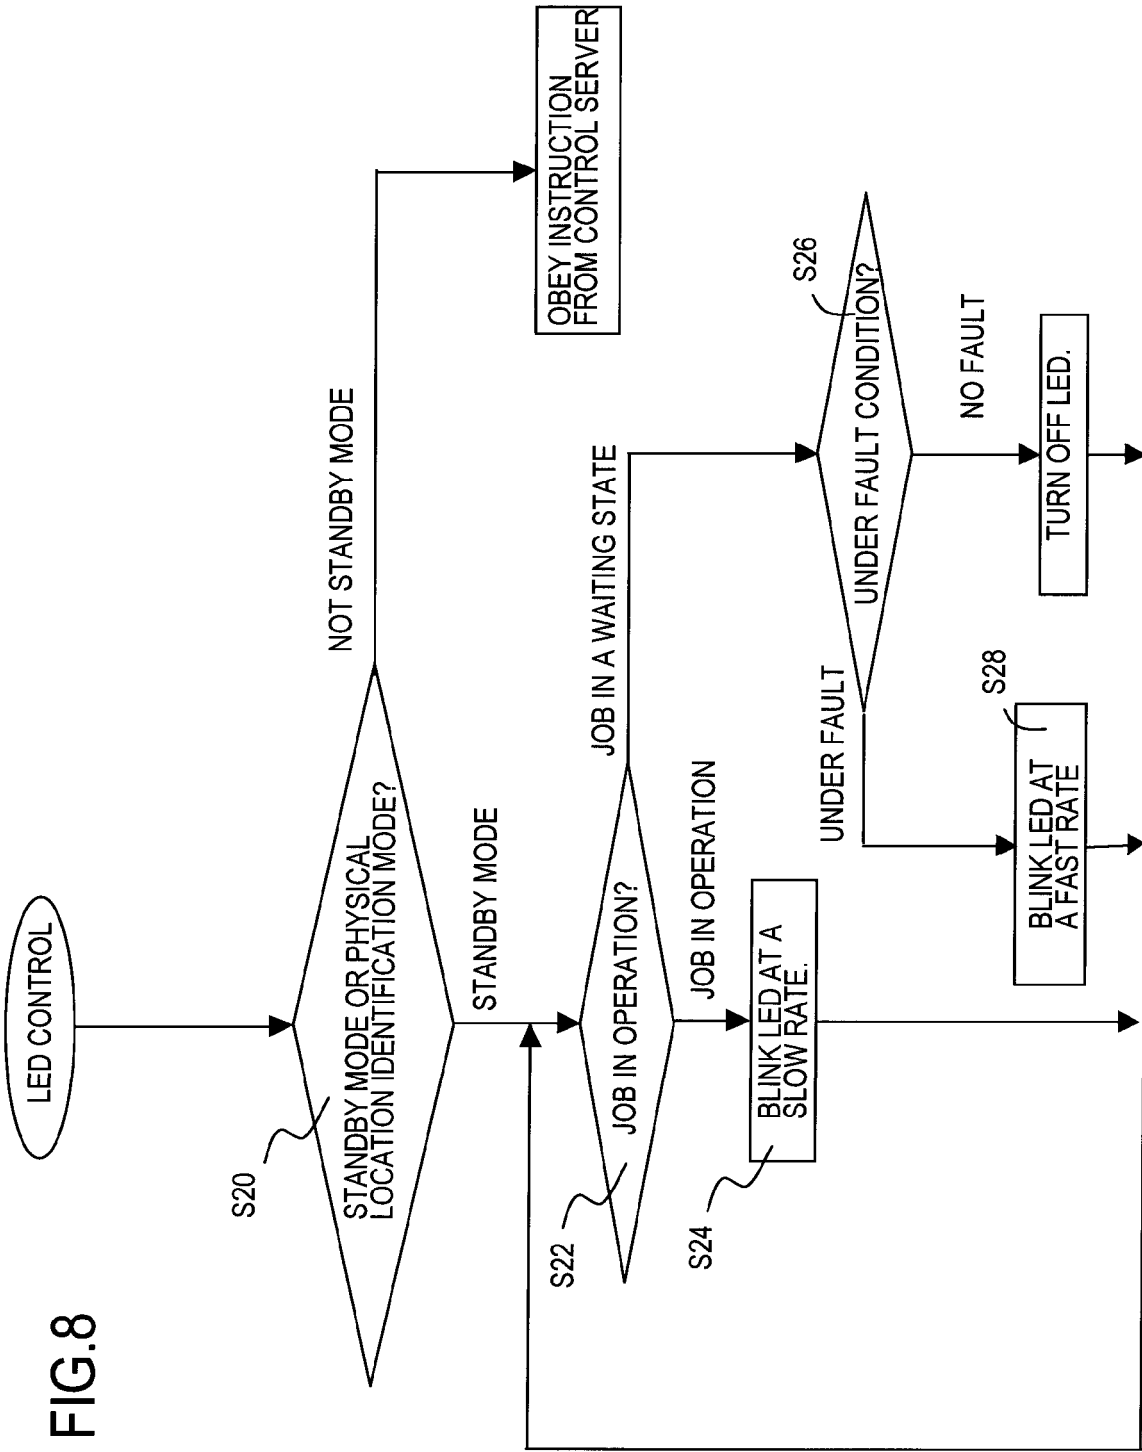 FIG.8
LED CONTROL
S20
STANDBY MODE OR PHYSICAL
LOCATION IDENTIFICATION MODE?
NOT STANDBY MODE
OBEY INSTRUCTION
FROM CONTROL SERVER
STANDBY MODE
S22
JOB IN OPERATION?
JOB IN A WAITING STATE
JOB IN OPERATION
S24
BLINK LED AT A
SLOW RATE.
S26
UNDER FAULT CONDITION?
UNDER FAULT
NO FAULT
S28
BLINK LED AT
A FAST RATE
TURN OFF LED.